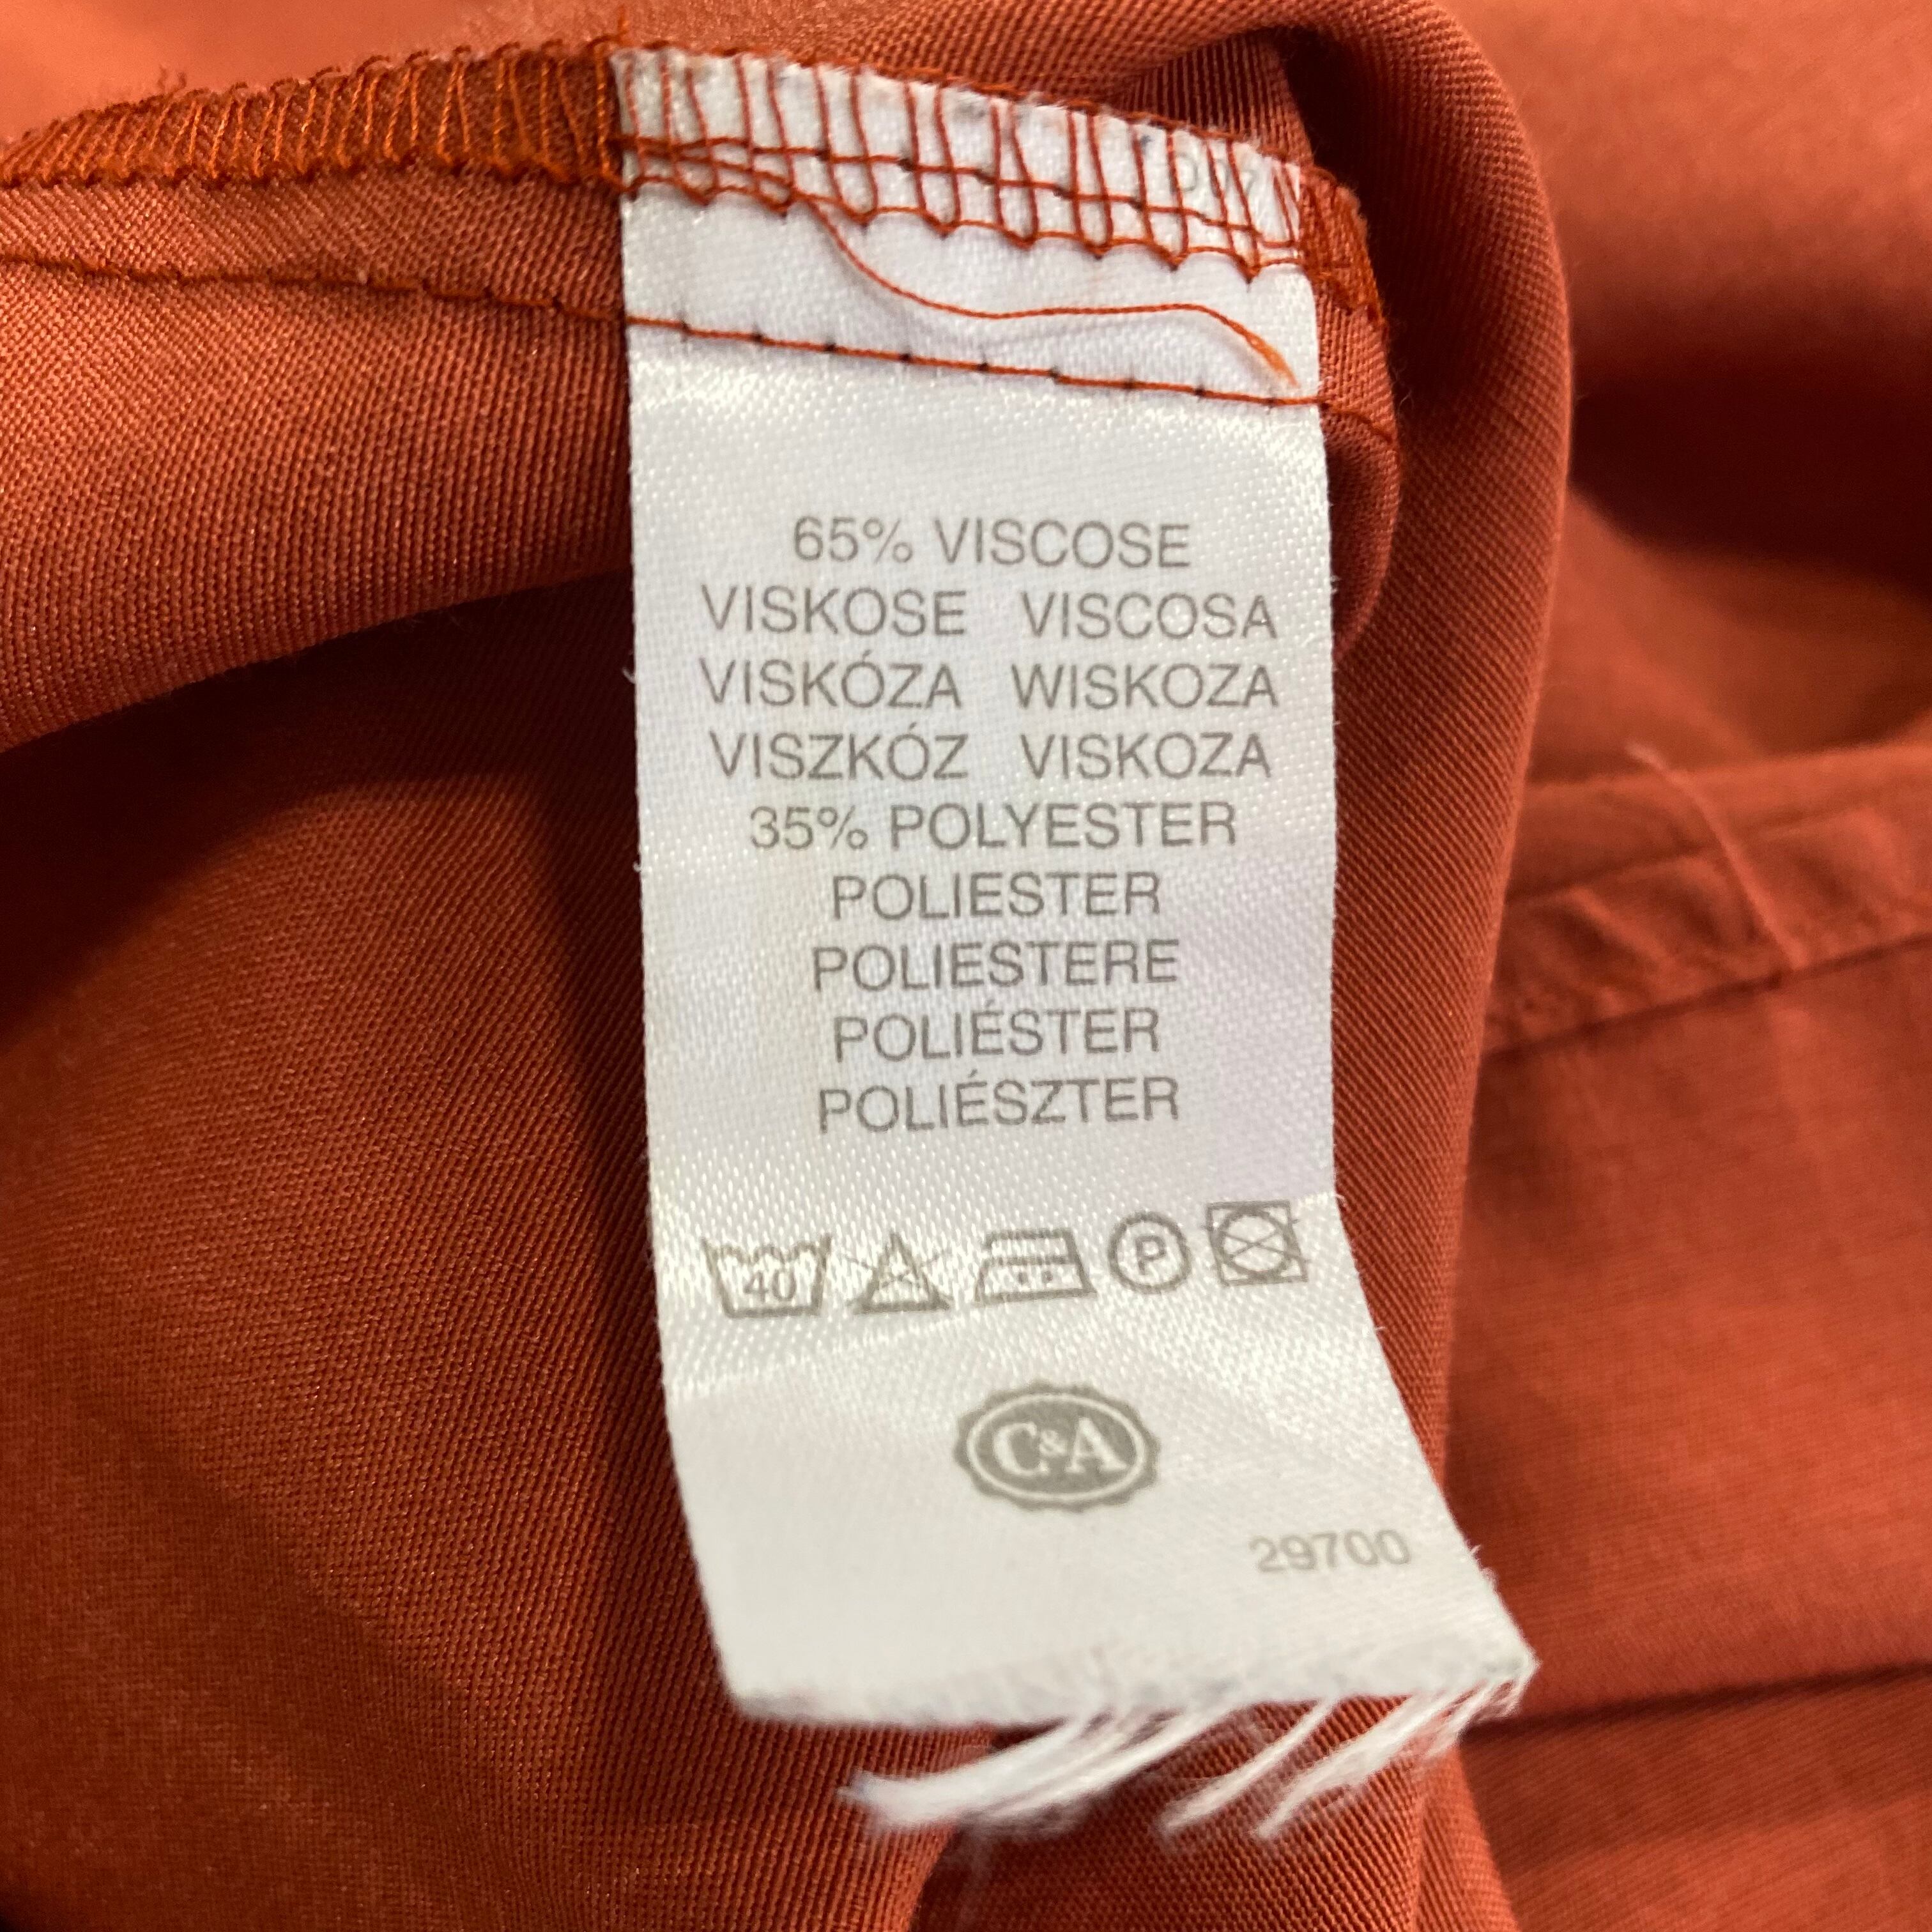 65% VISCOSE
VISKOSE VISCOSA
VISKÓZA WISKOZA
VISZKÓZ VISKOZA
35% POLYESTER
POLIESTER
POLIESTERE
POLIÉSTER
POLIÉSZTER
40 P
C&A
29700